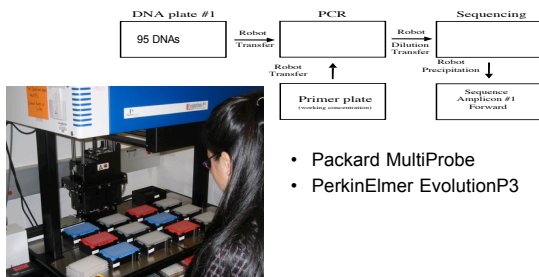 DNA plate #1
PCR
Sequencing
95 DNAs
Robot
Transfer
Robot
Dilution
Transfer
Robot
Transfer
Robot
Precipitation
Primer plate
(working concentration)
Sequence
Amplicon #1
Forward
• Packard MultiProbe
• PerkinElmer EvolutionP3